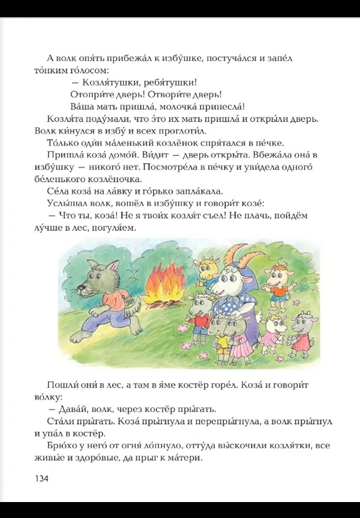 А волк опя́ть прибежа́л к избу́шке, постуча́лся и запе́л
то́нким го́лосом:
— Козля́тушки, ребя́тушки!
Отопри́те дверь! Отвори́те дверь!
Ва́ша мать пришла́, молочка́ принесла́!
Козля́та поду́мали, что э́то их мать пришла́ и откры́ли дверь.
Волк ки́нулся в избу́ и всех проглоти́л.
То́лько оди́н ма́ленький козлёнок спря́тался в пе́чке.
Пришла́ коза́ домо́й. Ви́дит — дверь откры́та. Вбежа́ла она́ в
избу́шку — никого́ нет. Посмотре́ла в пе́чку и уви́дела одного́
бе́ленького козлёночка.
Се́ла коза́ на ла́вку и го́рько запла́кала.
Услы́шал волк, вошёл в избу́шку и говори́т козе́:
— Что ты, коза́! Не я твои́х козля́т съел! Не плачь, пойдём
лу́чше в лес, погуля́ем.
Пошли́ они́ в лес, а там в я́ме костёр горе́л. Коза́ и говори́т
во́лку:
— Дава́й, волк, через костёр пры́гать.
Ста́ли пры́гать. Коза́ пры́гнула и перепры́гнула, а волк пры́гнул
и упа́л в костёр.
Брю́хо у него от огня́ ло́пнуло, отту́да вы́скочили козля́тки, все
живы́е и здоро́вые, да прыг к ма́тери.
134